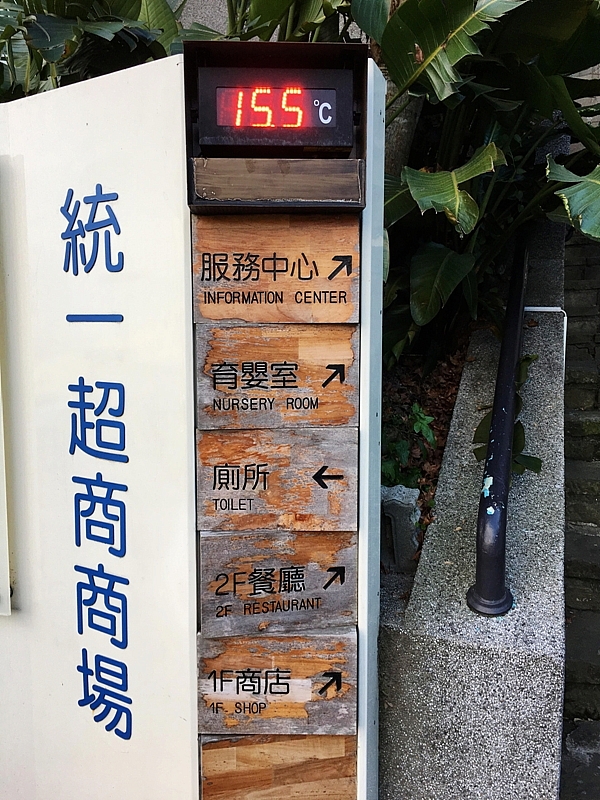 統一超商商場
15.5 °C
服務中心 ↗
INFORMATION CENTER
育嬰室 ↗
NURSERY ROOM
廁所 ←
TOILET
2F餐廳 ↗
2F RESTAURANT
1F商店 ↗
1F SHOP